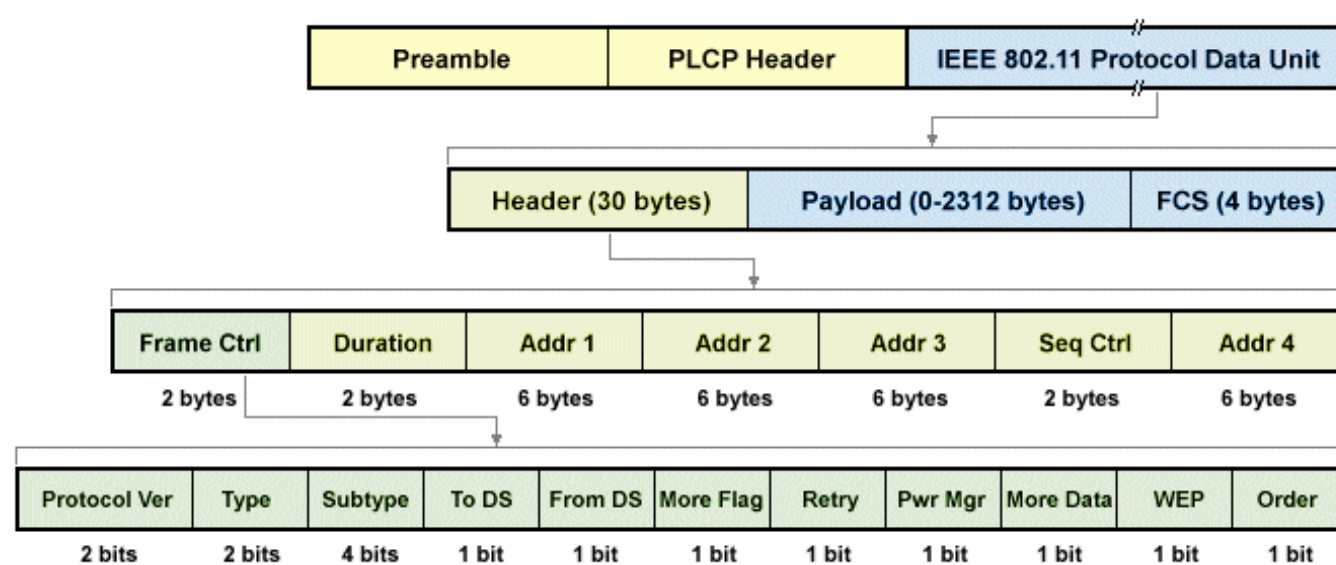 Preamble PLCP Header IEEE 802.11 Protocol Data Unit
Header (30 bytes) Payload (0-2312 bytes) FCS (4 bytes)
Frame Ctrl Duration Addr 1 Addr 2 Addr 3 Seq Ctrl Addr 4
2 bytes 2 bytes 6 bytes 6 bytes 6 bytes 2 bytes 6 bytes
Protocol Ver Type Subtype To DS From DS More Flag Retry Pwr Mgr More Data WEP Order
2 bits 2 bits 4 bits 1 bit 1 bit 1 bit 1 bit 1 bit 1 bit 1 bit 1 bit